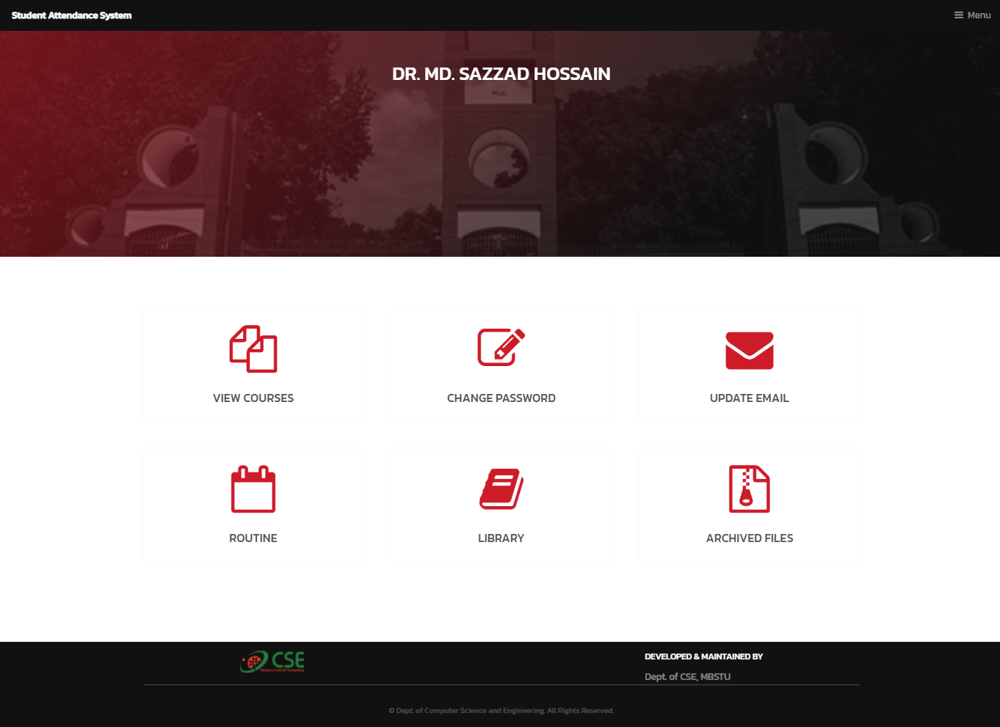 Student Attendance System
Menu
DR. MD. SAZZAD HOSSAIN
VIEW COURSES
CHANGE PASSWORD
UPDATE EMAIL
ROUTINE
LIBRARY
ARCHIVED FILES
CSE
DEVELOPED & MAINTAINED BY
Dept. of CSE, MBSTU
© Dept. of Computer Science and Engineering. All Rights Reserved.